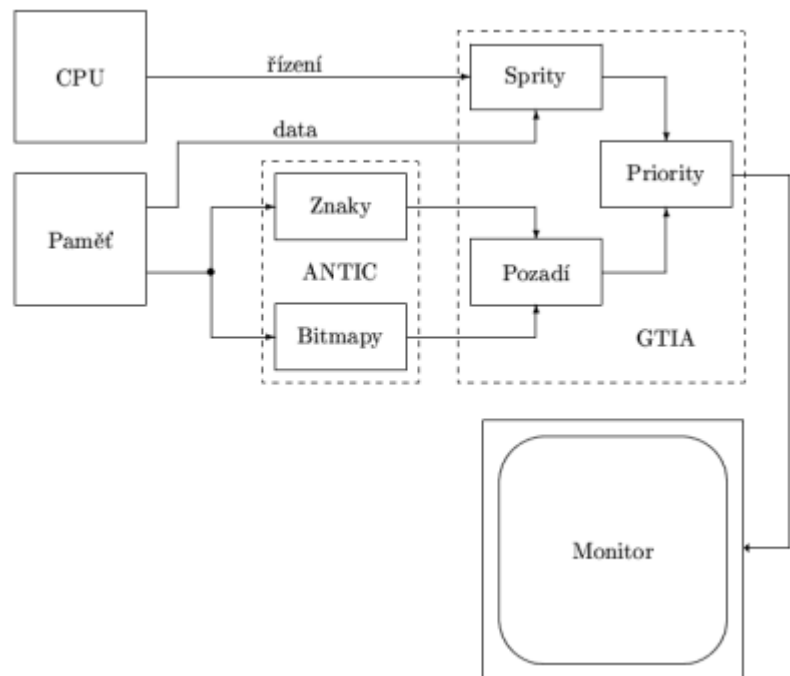 CPU
řízení
Sprity
data
Priority
Paměť
Znaky
ANTIC
Pozadí
Bitmapy
GTIA
Monitor